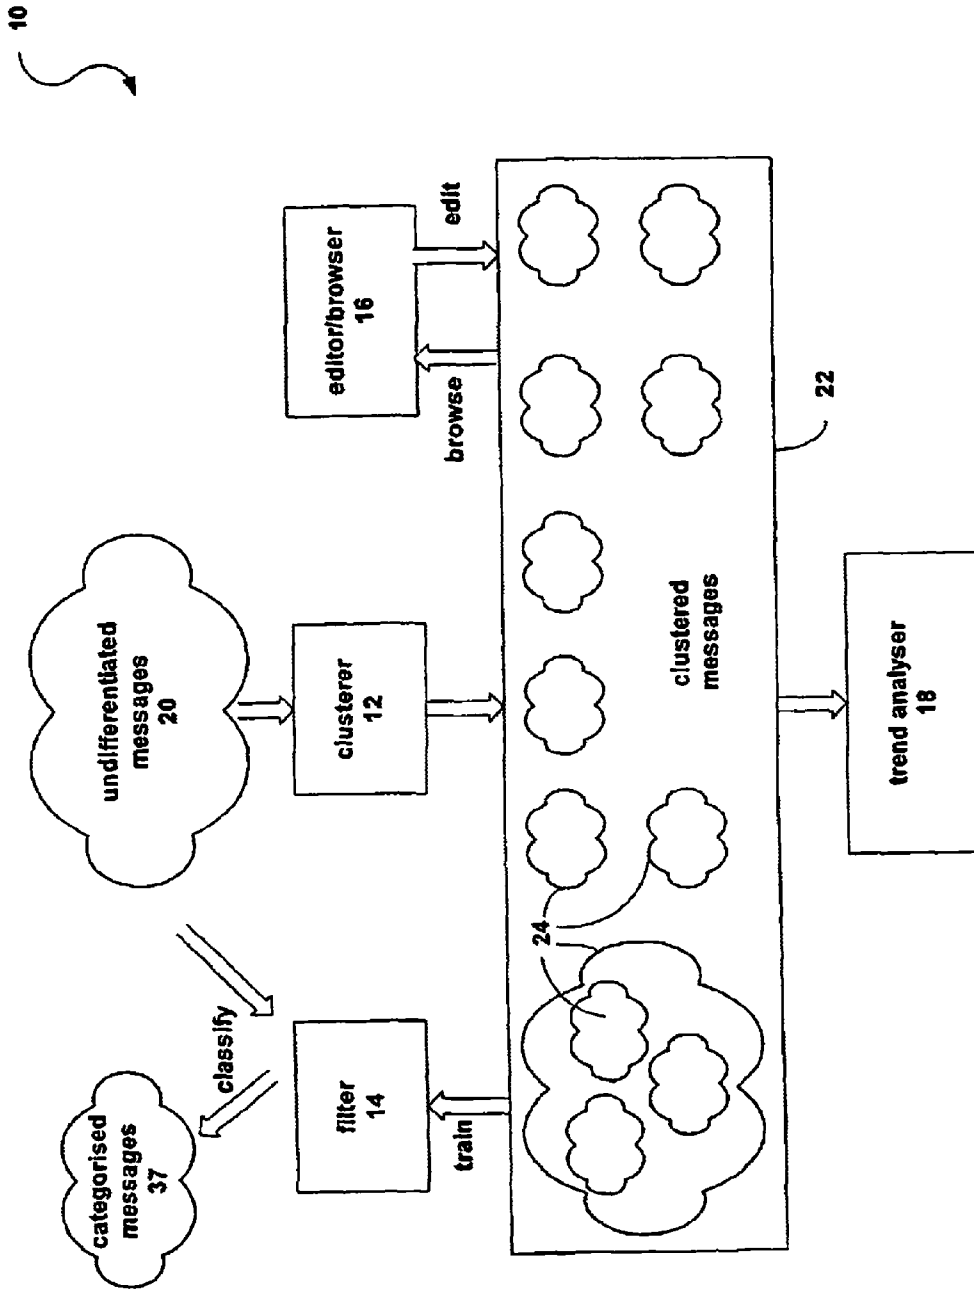 10
categorised
messages
37
classify
undifferentiated
messages
20
filter
14
train
clusterer
12
editor/browser
16
browse
edit
24
clustered
messages
22
trend analyser
18